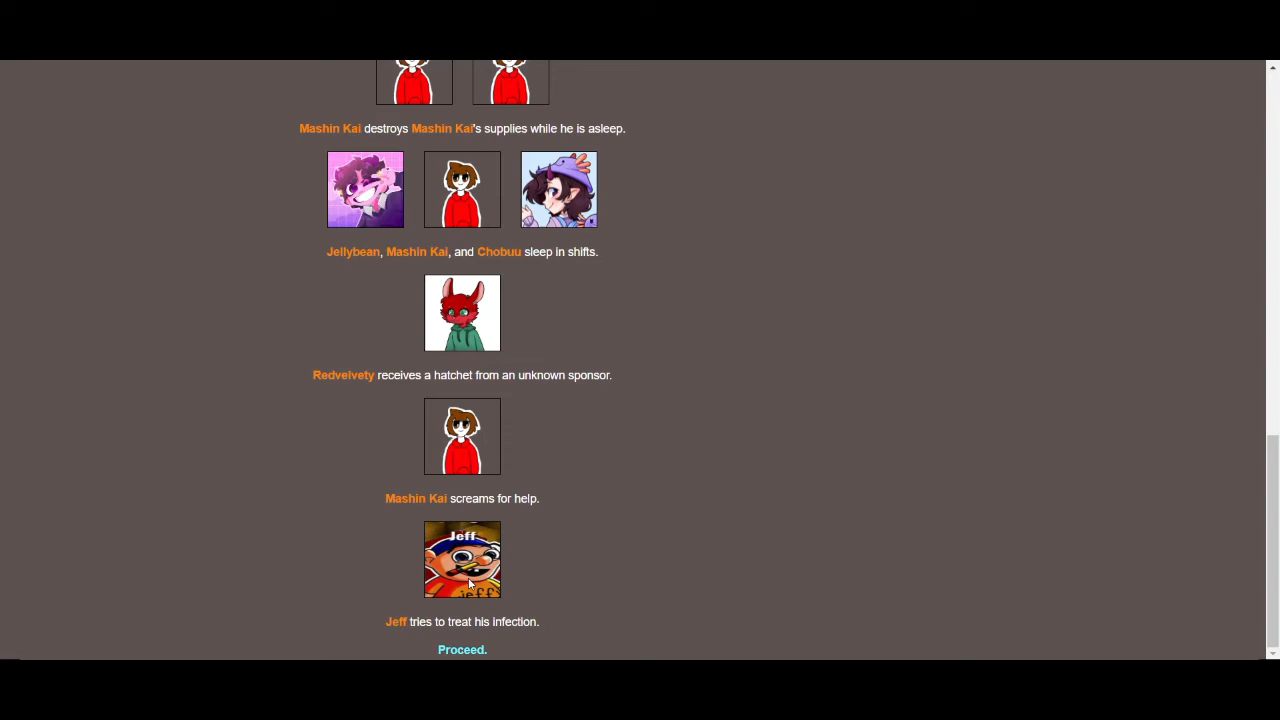 Mashin Kai destroys Mashin Kai's supplies while he is asleep.
Jellybean, Mashin Kai, and Chobuu sleep in shifts.
Redvelvety receives a hatchet from an unknown sponsor.
Mashin Kai screams for help.
Jeff
jeff
Jeff tries to treat his infection.
Proceed.